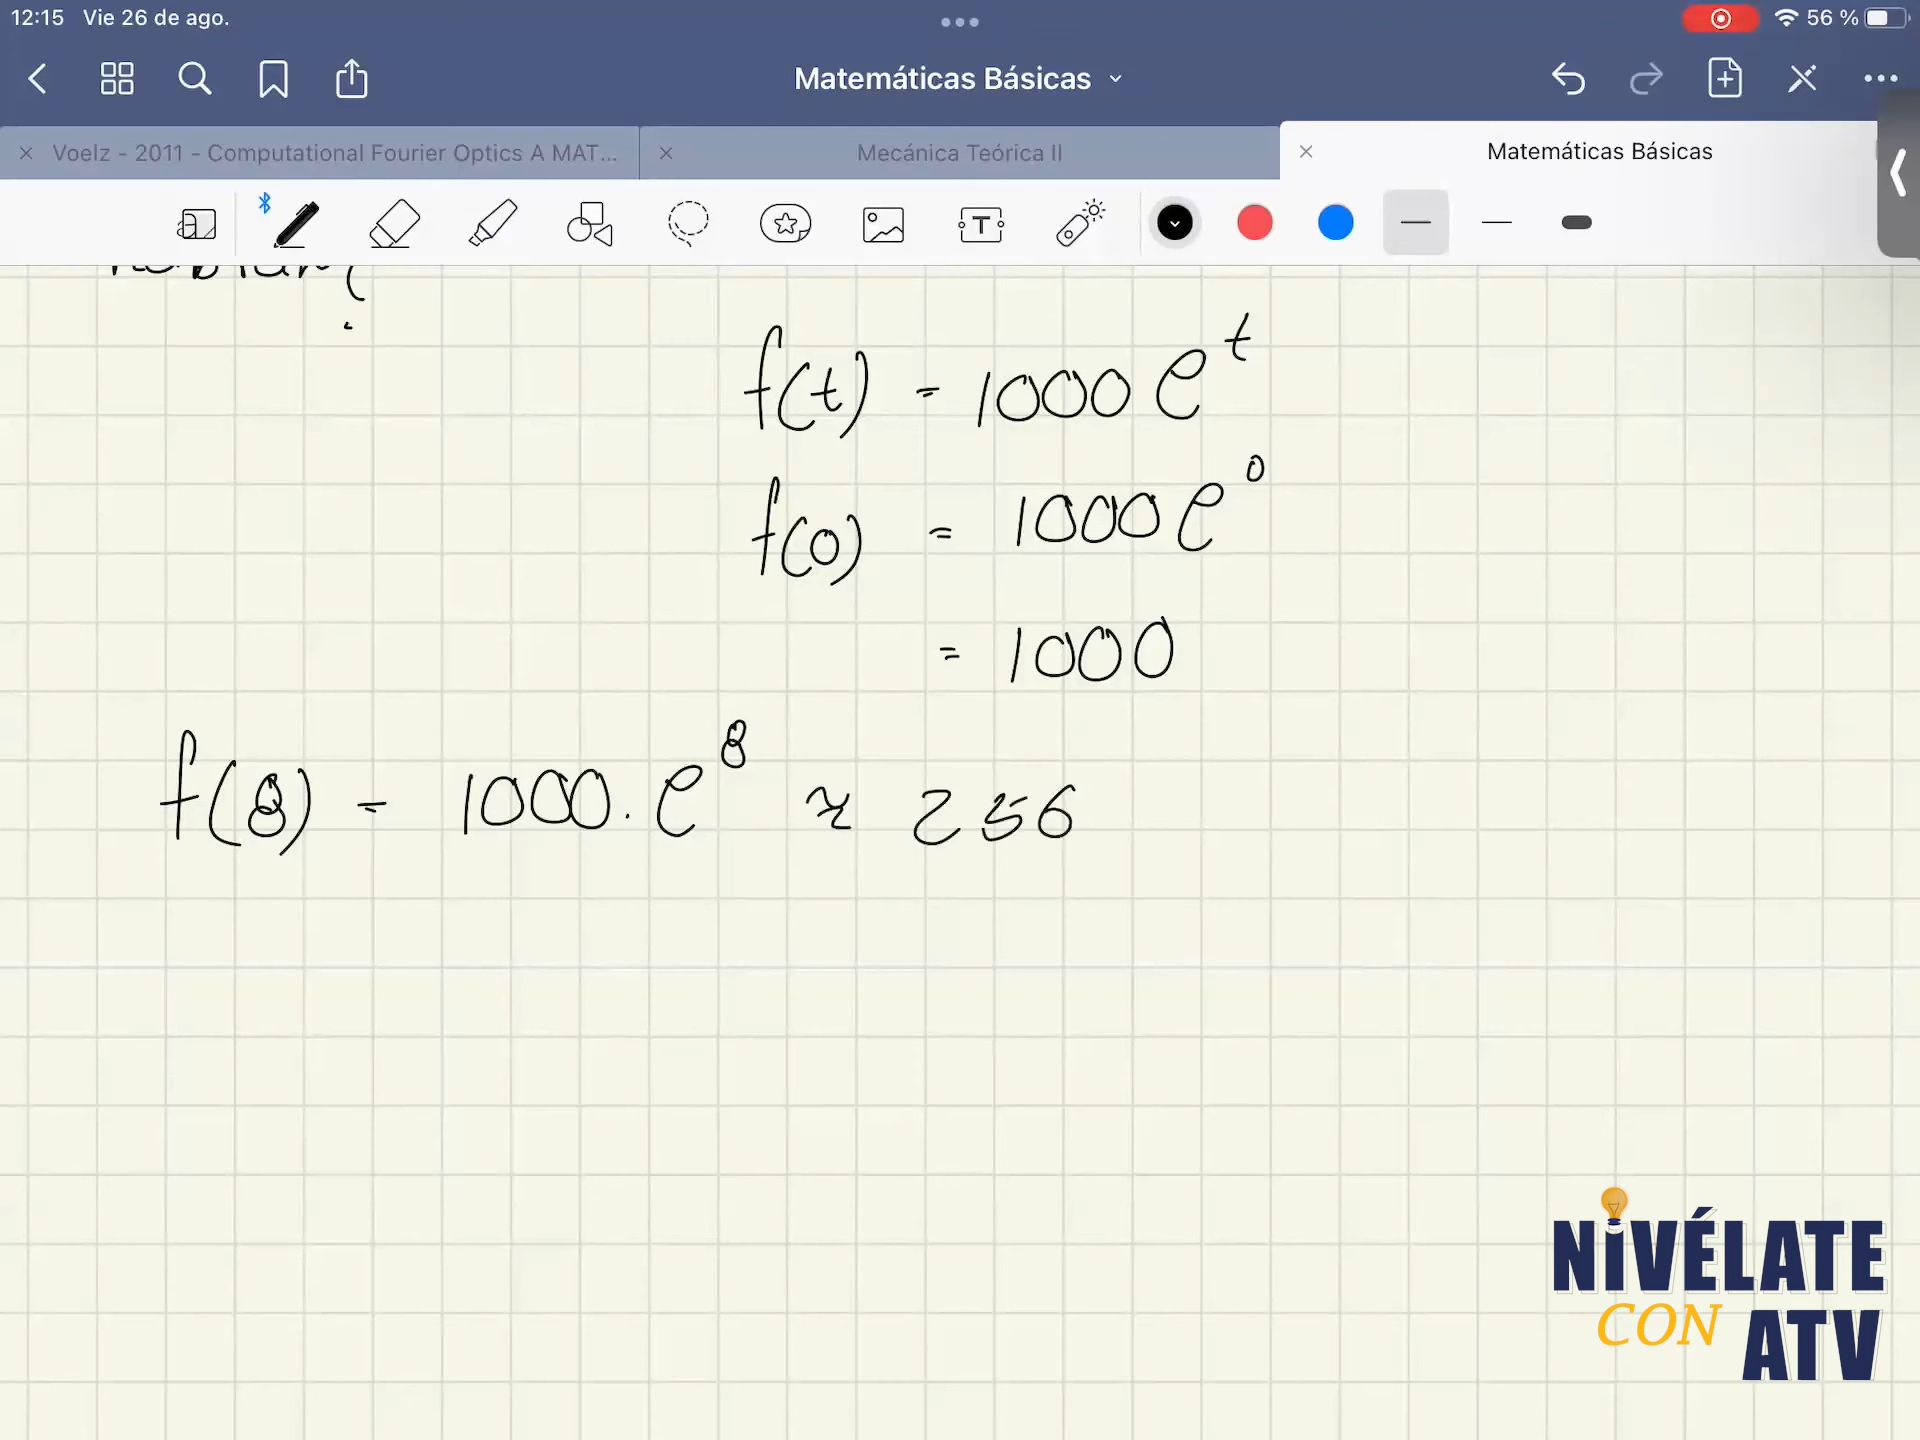 12:15 Vie 26 de ago.
56 %
Matemáticas Básicas
Voelz - 2011 - Computational Fourier Optics A MAT...
Mecánica Teórica II
Matemáticas Básicas
f(t) = 1000 e^t
f(0) = 1000 e^0
= 1000
f(8) = 1000 . e^8 ≈ 256
NIVÉLATE
CON
ATV